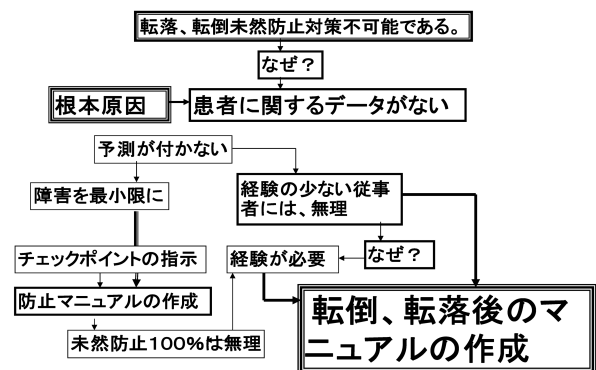 転落、転倒未然防止対策不可能である。
なぜ？
根本原因
患者に関するデータがない
予測が付かない
障害を最小限に
経験の少ない従事
者には、無理
チェックポイントの指示
経験が必要
なぜ？
防止マニュアルの作成
転倒、転落後のマ
ニュアルの作成
未然防止100％は無理